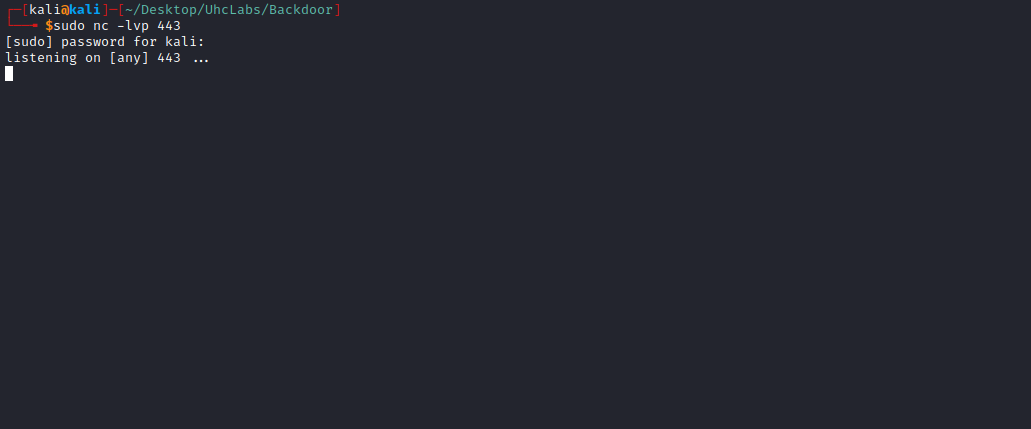 ┌─[kali@kali]─[~/Desktop/UhcLabs/Backdoor]
└──╼ $sudo nc -lvp 443
[sudo] password for kali:
listening on [any] 443 ...